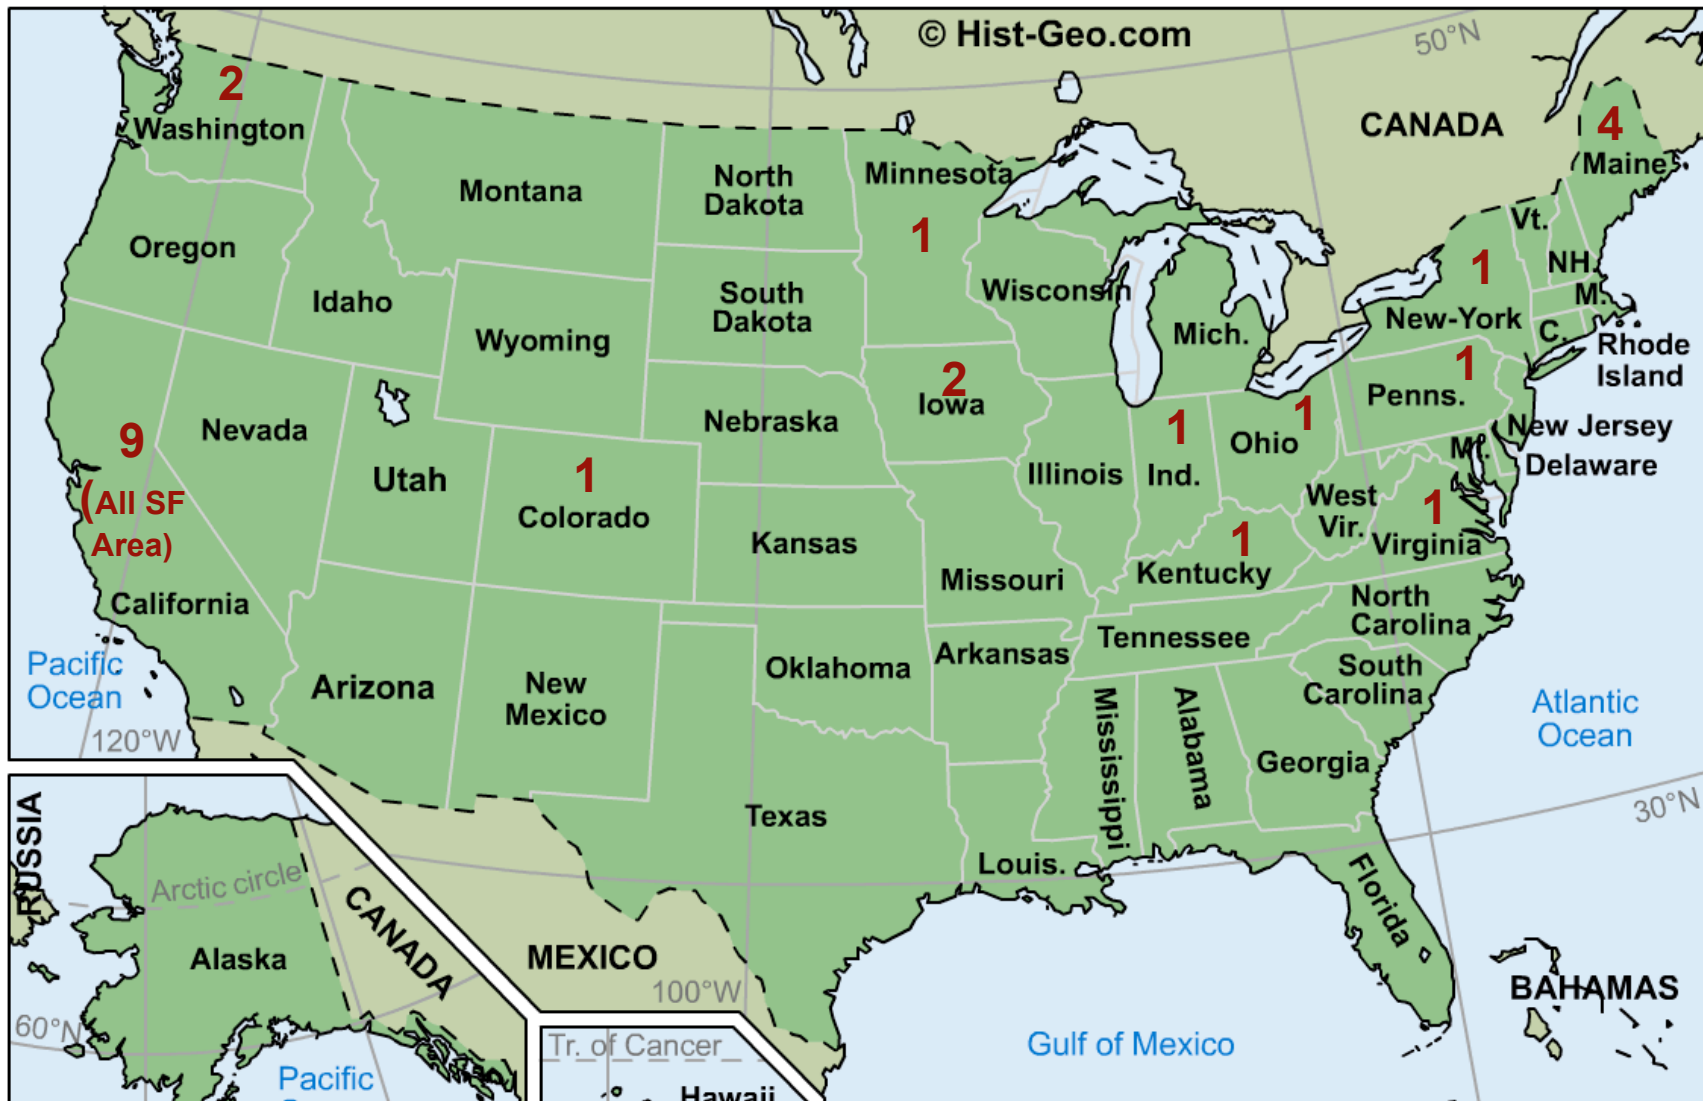 © Hist-Geo.com
50°N
2
CANADA
4
Washington
Maine
Montana
North
Dakota
Minnesota
Vt.
Oregon
1
1
NH.
Idaho
South
Dakota
Wisconsin
M.
Wyoming
Mich.
New-York
C.
Rhode
Island
2
1
Iowa
Penns.
9
Nevada
Nebraska
1
1
Ohio
New Jersey
(All SF
Area)
Utah
1
Colorado
Illinois
Ind.
Delaware
West
Vir.
1
Virginia
Kansas
1
Kentucky
California
Missouri
North
Carolina
Tennessee
Pacific
Ocean
Arizona
New
Mexico
Oklahoma
Arkansas
South
Carolina
Mississippi
Alabama
Atlantic
Ocean
120°W
Georgia
Texas
30°N
RUSSIA
Louis.
Arctic circle
CANADA
Florida
Alaska
MEXICO
100°W
BAHAMAS
60°N
Tr. of Cancer
Gulf of Mexico
Pacific
Hawaii